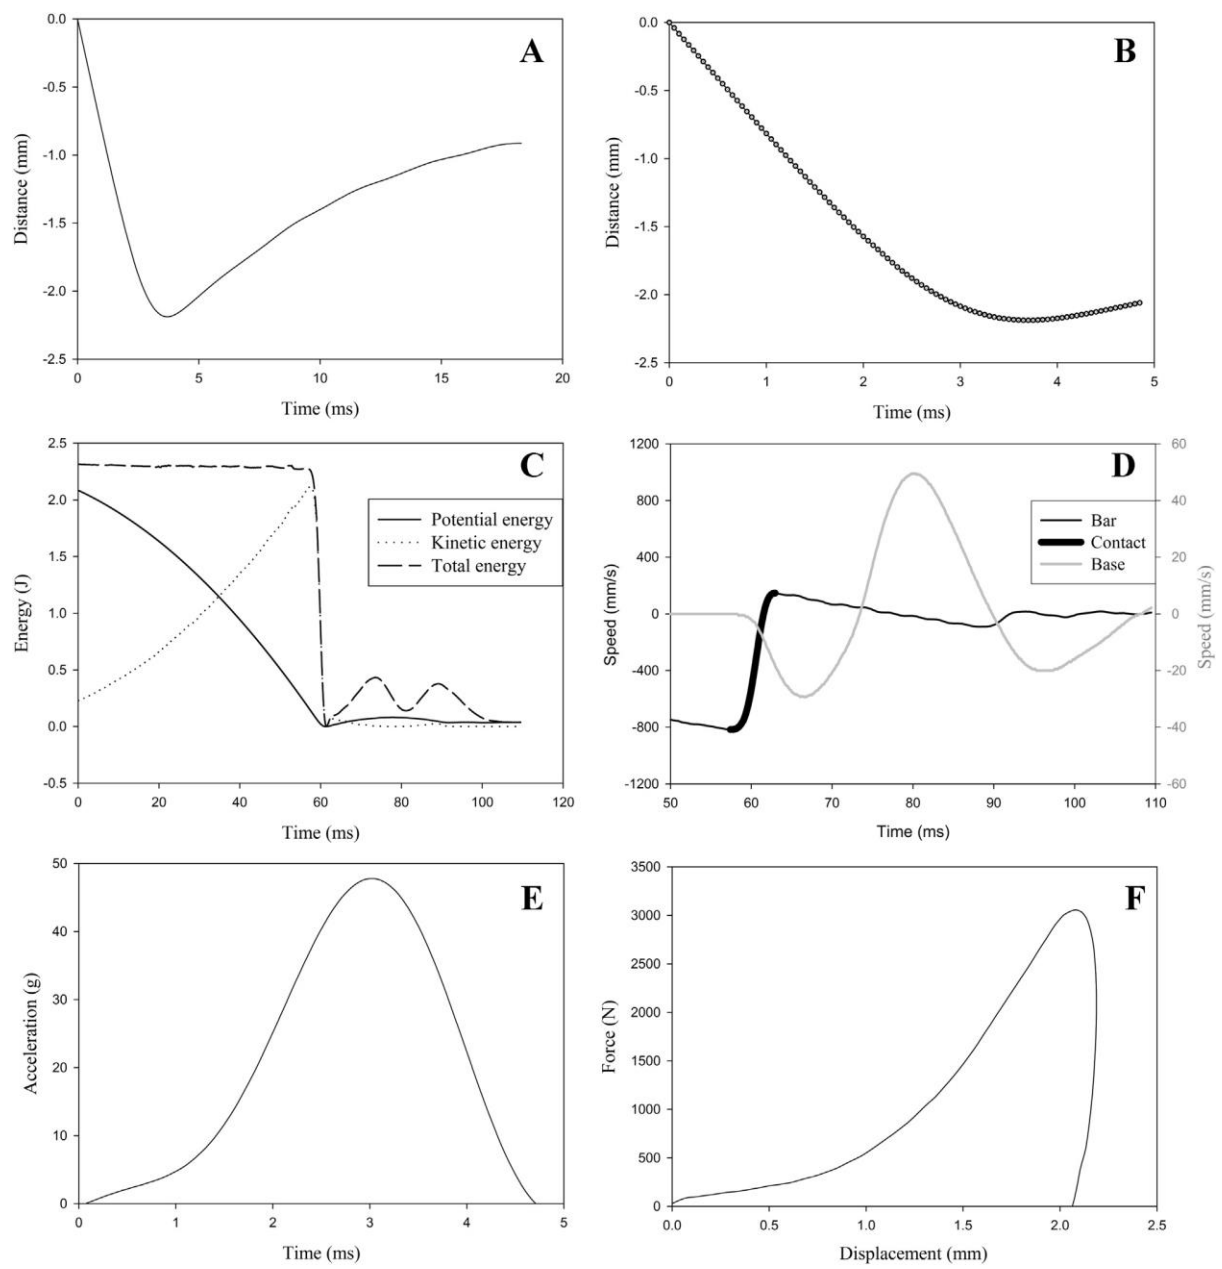 A
0.0
-0.5
-1.0
-1.5
-2.0
-2.5
Distance (mm)
0 5 10 15 20
Time (ms)
B
0.0
-0.5
-1.0
-1.5
-2.0
-2.5
Distance (mm)
0 1 2 3 4 5
Time (ms)
C
2.5
2.0
1.5
1.0
0.5
0.0
-0.5
Energy (J)
Potential energy
Kinetic energy
Total energy
0 20 40 60 80 100 120
Time (ms)
D
1200
800
400
0
-400
-800
-1200
Speed (mm/s)
Bar
Contact
Base
60
40
20
0
-20
-40
-60
Speed (mm/s)
50 60 70 80 90 100 110
Time (ms)
E
50
40
30
20
10
0
Acceleration (g)
0 1 2 3 4 5
Time (ms)
F
3500
3000
2500
2000
1500
1000
500
0
Force (N)
0.0 0.5 1.0 1.5 2.0 2.5
Displacement (mm)